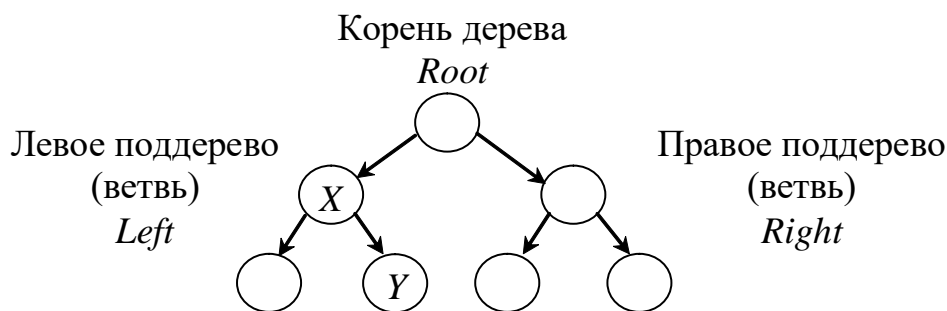 Корень дерева
Root
Левое поддерево
(ветвь)
Left
Правое поддерево
(ветвь)
Right
X
Y